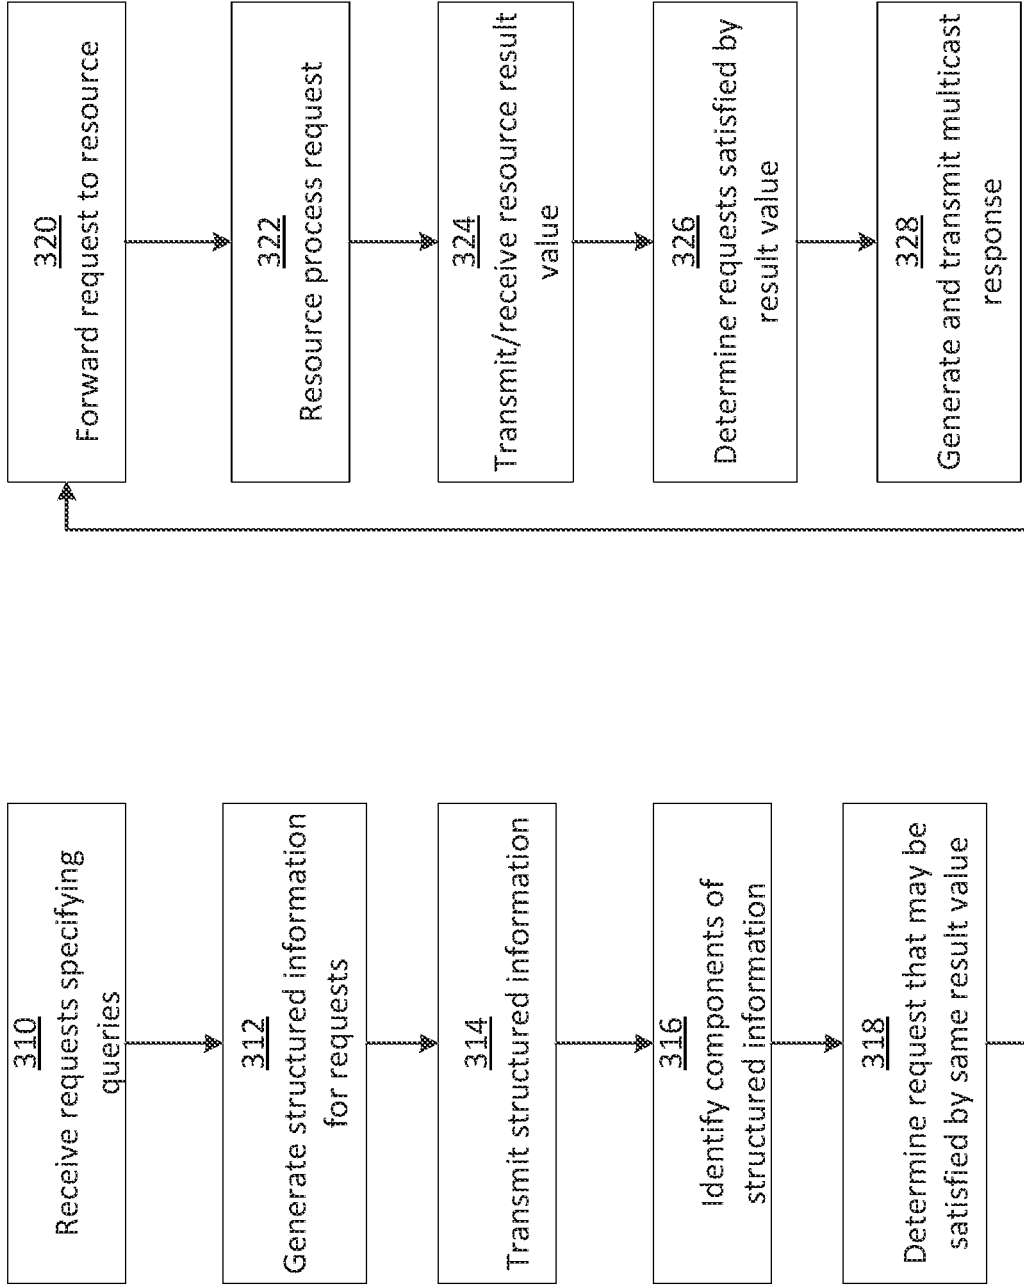 310
Receive requests specifying
queries
312
Generate structured information
for requests
314
Transmit structured information
316
Identify components of
structured information
318
Determine request that may be
satisfied by same result value
320
Forward request to resource
322
Resource process request
324
Transmit/receive resource result
value
326
Determine requests satisfied by
result value
328
Generate and transmit multicast
response